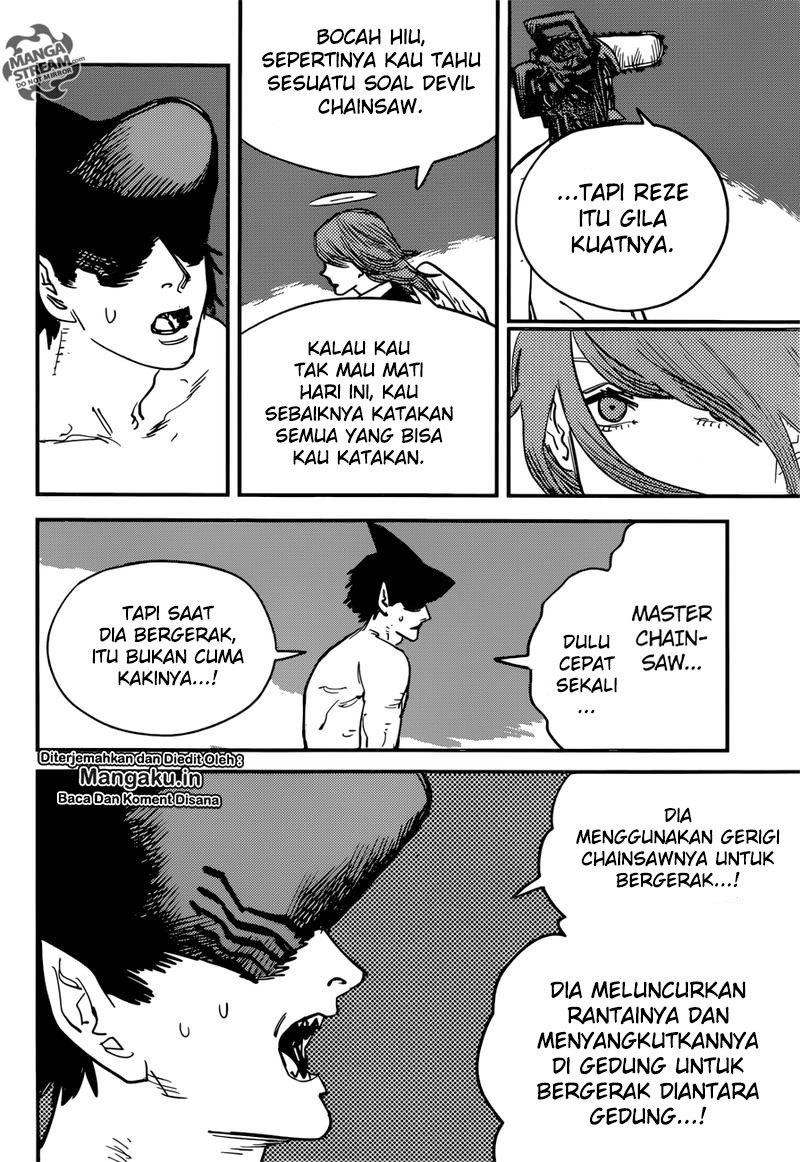 MANGA
STREAM.com
DO NOT MIRROR
...TAPI REZE
ITU GILA
KUATNYA.
BOCAH HIU,
SEPERTINYA KAU TAHU
SESUATU SOAL DEVIL
CHAINSAW.
KALAU KAU
TAK MAU MATI
HARI INI, KAU
SEBAIKNYA KATAKAN
SEMUA YANG BISA
KAU KATAKAN.
MASTER
CHAIN-
SAW...
DULU
CEPAT
SEKALI
...
TAPI SAAT
DIA BERGERAK,
ITU BUKAN CUMA
KAKINYA...!
Diterjemahkan dan Diedit Oleh :
Mangaku.in
Baca Dan Koment Disana
DIA
MENGGUNAKAN GERIGI
CHAINSAWNYA UNTUK
BERGERAK...!
DIA MELUNCURKAN
RANTAINYA DAN
MENYANGKUTKANNYA
DI GEDUNG UNTUK
BERGERAK DIANTARA
GEDUNG...!